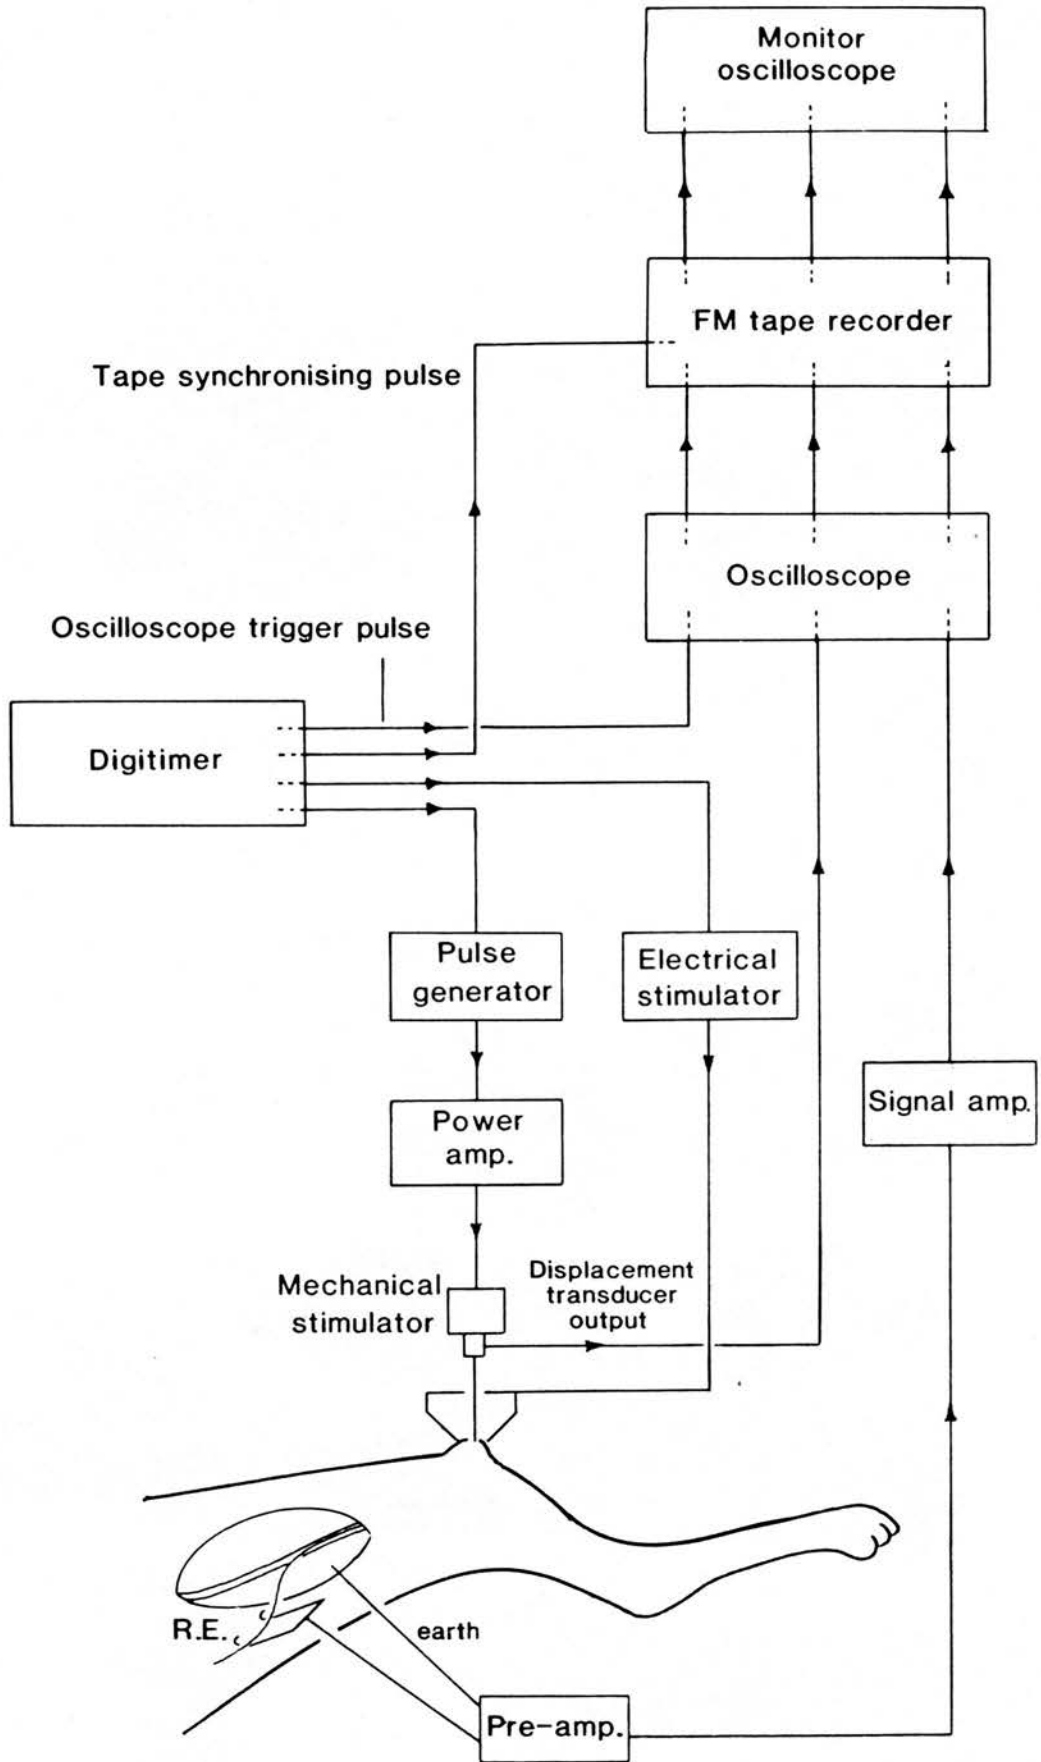 Monitor
oscilloscope
FM tape recorder
Tape synchronising pulse
Oscilloscope
Oscilloscope trigger pulse
Digitimer
Pulse
generator
Electrical
stimulator
Signal amp.
Power
amp.
Mechanical
stimulator
Displacement
transducer
output
R.E.
earth
Pre-amp.